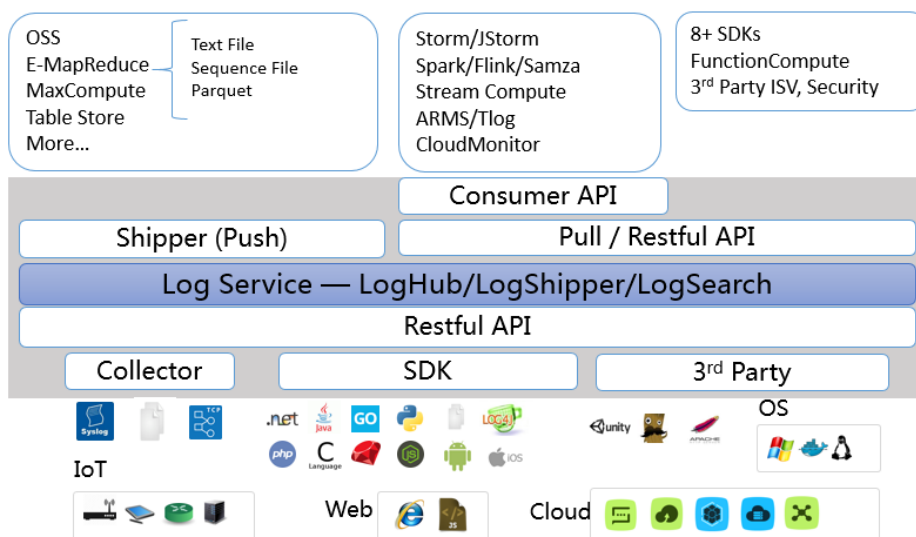 OSS
E-MapReduce
MaxCompute
Table Store
More...
Text File
Sequence File
Parquet
Storm/JStorm
Spark/Flink/Samza
Stream Compute
ARMS/Tlog
CloudMonitor
8+ SDKs
FunctionCompute
3rd Party ISV, Security
Consumer API
Shipper (Push)
Pull / Restful API
Log Service — LogHub/LogShipper/LogSearch
Restful API
Collector
SDK
3rd Party
Syslog
TCP
.net
Java
GO
LOG4J
unity
APACHE
OS
php
C
Language
JS
iOS
IoT
Web
JS
Cloud